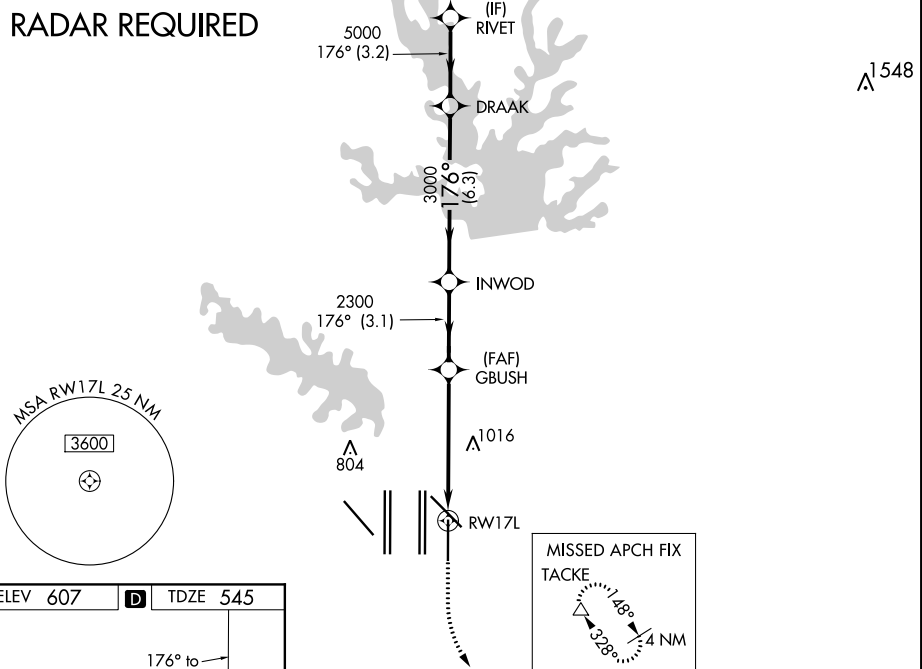 RADAR REQUIRED
(IF)
RIVET
5000
176° (3.2)
1548
DRAAK
3000
176°
(6.3)
INWOD
2300
176° (3.1)
(FAF)
GBUSH
MSA RW17L 25 NM
3600
1016
804
RW17L
MISSED APCH FIX
TACKE
148°
328°
4 NM
ELEV 607
D
TDZE 545
176° to